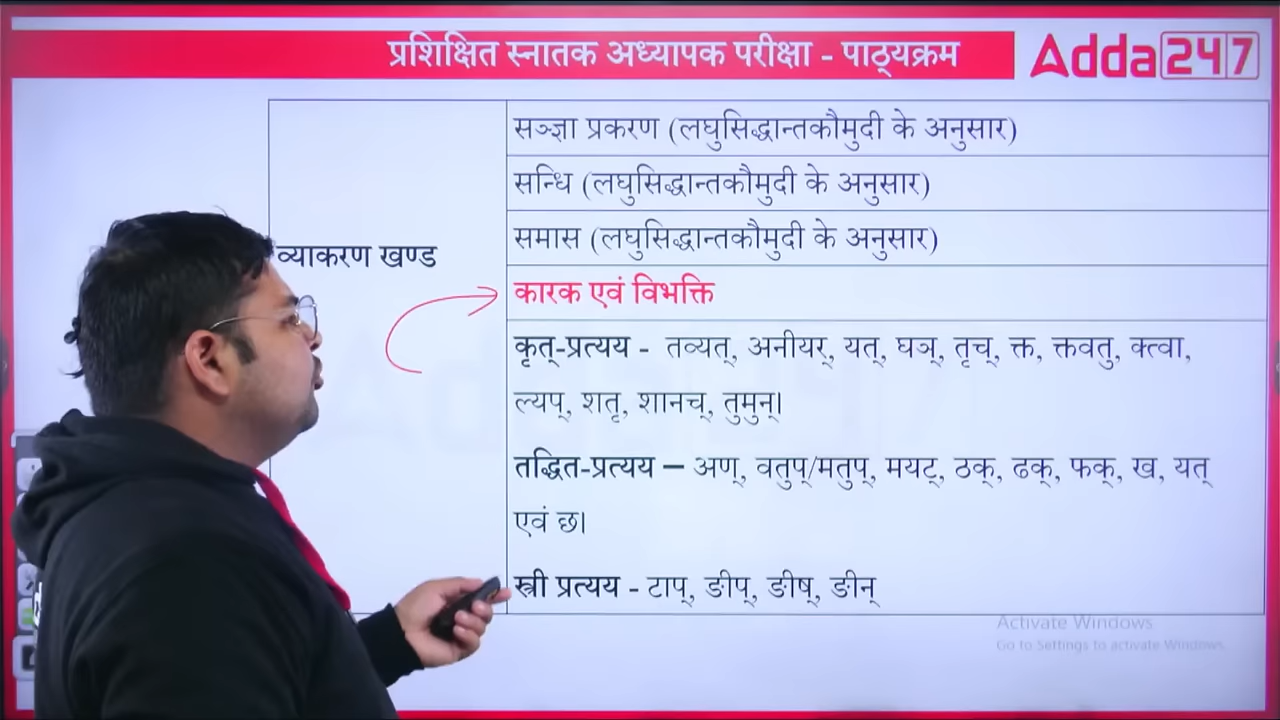 प्रशिक्षित स्नातक अध्यापक परीक्षा - पाठ्यक्रम
Adda247
सञ्ज्ञा प्रकरण (लघुसिद्धान्तकौमुदी के अनुसार)
सन्धि (लघुसिद्धान्तकौमुदी के अनुसार)
समास (लघुसिद्धान्तकौमुदी के अनुसार)
व्याकरण खण्ड
कारक एवं विभक्ति
कृत्-प्रत्यय - तव्यत्, अनीयर्, यत्, घञ्, तृच्, क्त, क्तवतु, क्त्वा,
ल्यप्, शतृ, शानच्, तुमुन्।
तद्धित-प्रत्यय – अण्, वतुप्/मतुप्, मयट्, ठक्, ढक्, फक्, ख, यत्
एवं छ।
स्त्री प्रत्यय - टाप्, ङीप्, ङीष्, ङीन्
Activate Windows
Go to Settings to activate Windows.